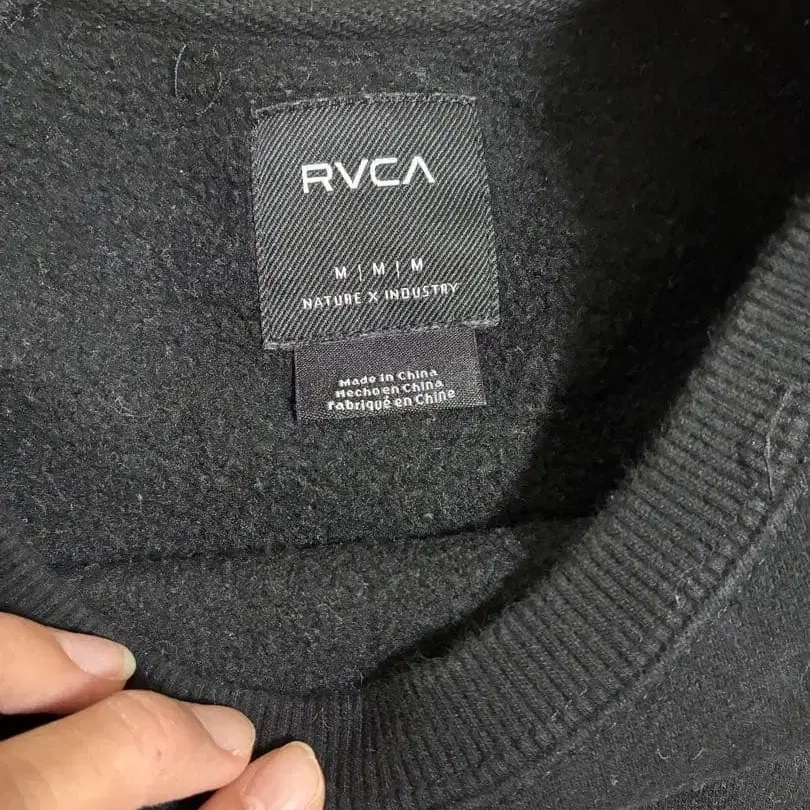 RVCA
M | M | M
NATURE X INDUSTRY
Made in China
Hecho en China
Fabriqué en Chine